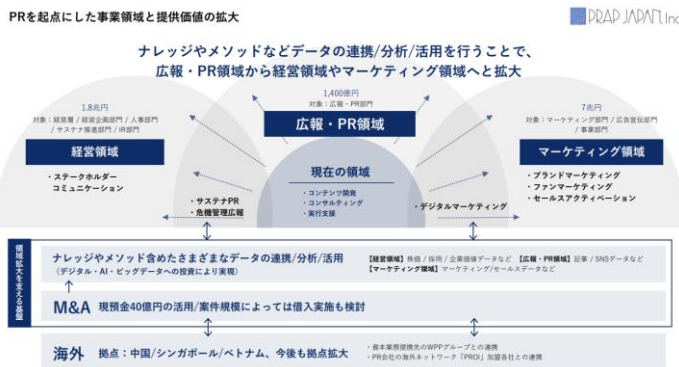 PRを起点にした事業領域と提供価値の拡大
PRAP JAPAN, Inc
ナレッジやメソッドなどデータの連携/分析/活用を行うことで、
広報・PR領域から経営領域やマーケティング領域へと拡大
1.8兆円
対象：経営層 / 経営企画部門 / 人事部門
/ サステナ推進部門 / IR部門
経営領域
・ステークホルダー
コミュニケーション
1,400億円
対象：広報・PR部門
広報・PR領域
現在の領域
・コンテンツ開発
・コンサルティング
・実行支援
・サステナPR
・危機管理広報
・デジタルマーケティング
7兆円
対象：マーケティング部門 / 広告宣伝部門
/ 事業部門
マーケティング領域
・ブランドマーケティング
・ファンマーケティング
・セールスアクティベーション
領域拡大を支える基盤
ナレッジやメソッド含めたさまざまなデータの連携/分析/活用
（デジタル・AI・ビッグデータへの投資により実現）
【経営領域】株価 / 採用 / 企業価値データなど 【広報・PR領域】記事 / SNSデータなど
【マーケティング領域】マーケティング/セールスデータなど
M&A 現預金40億円の活用/案件規模によっては借入実施も検討
海外 拠点：中国/シンガポール/ベトナム、今後も拠点拡大
・資本業務提携先のWPPグループとの連携
・PR会社の海外ネットワーク「PROI」加盟各社との連携